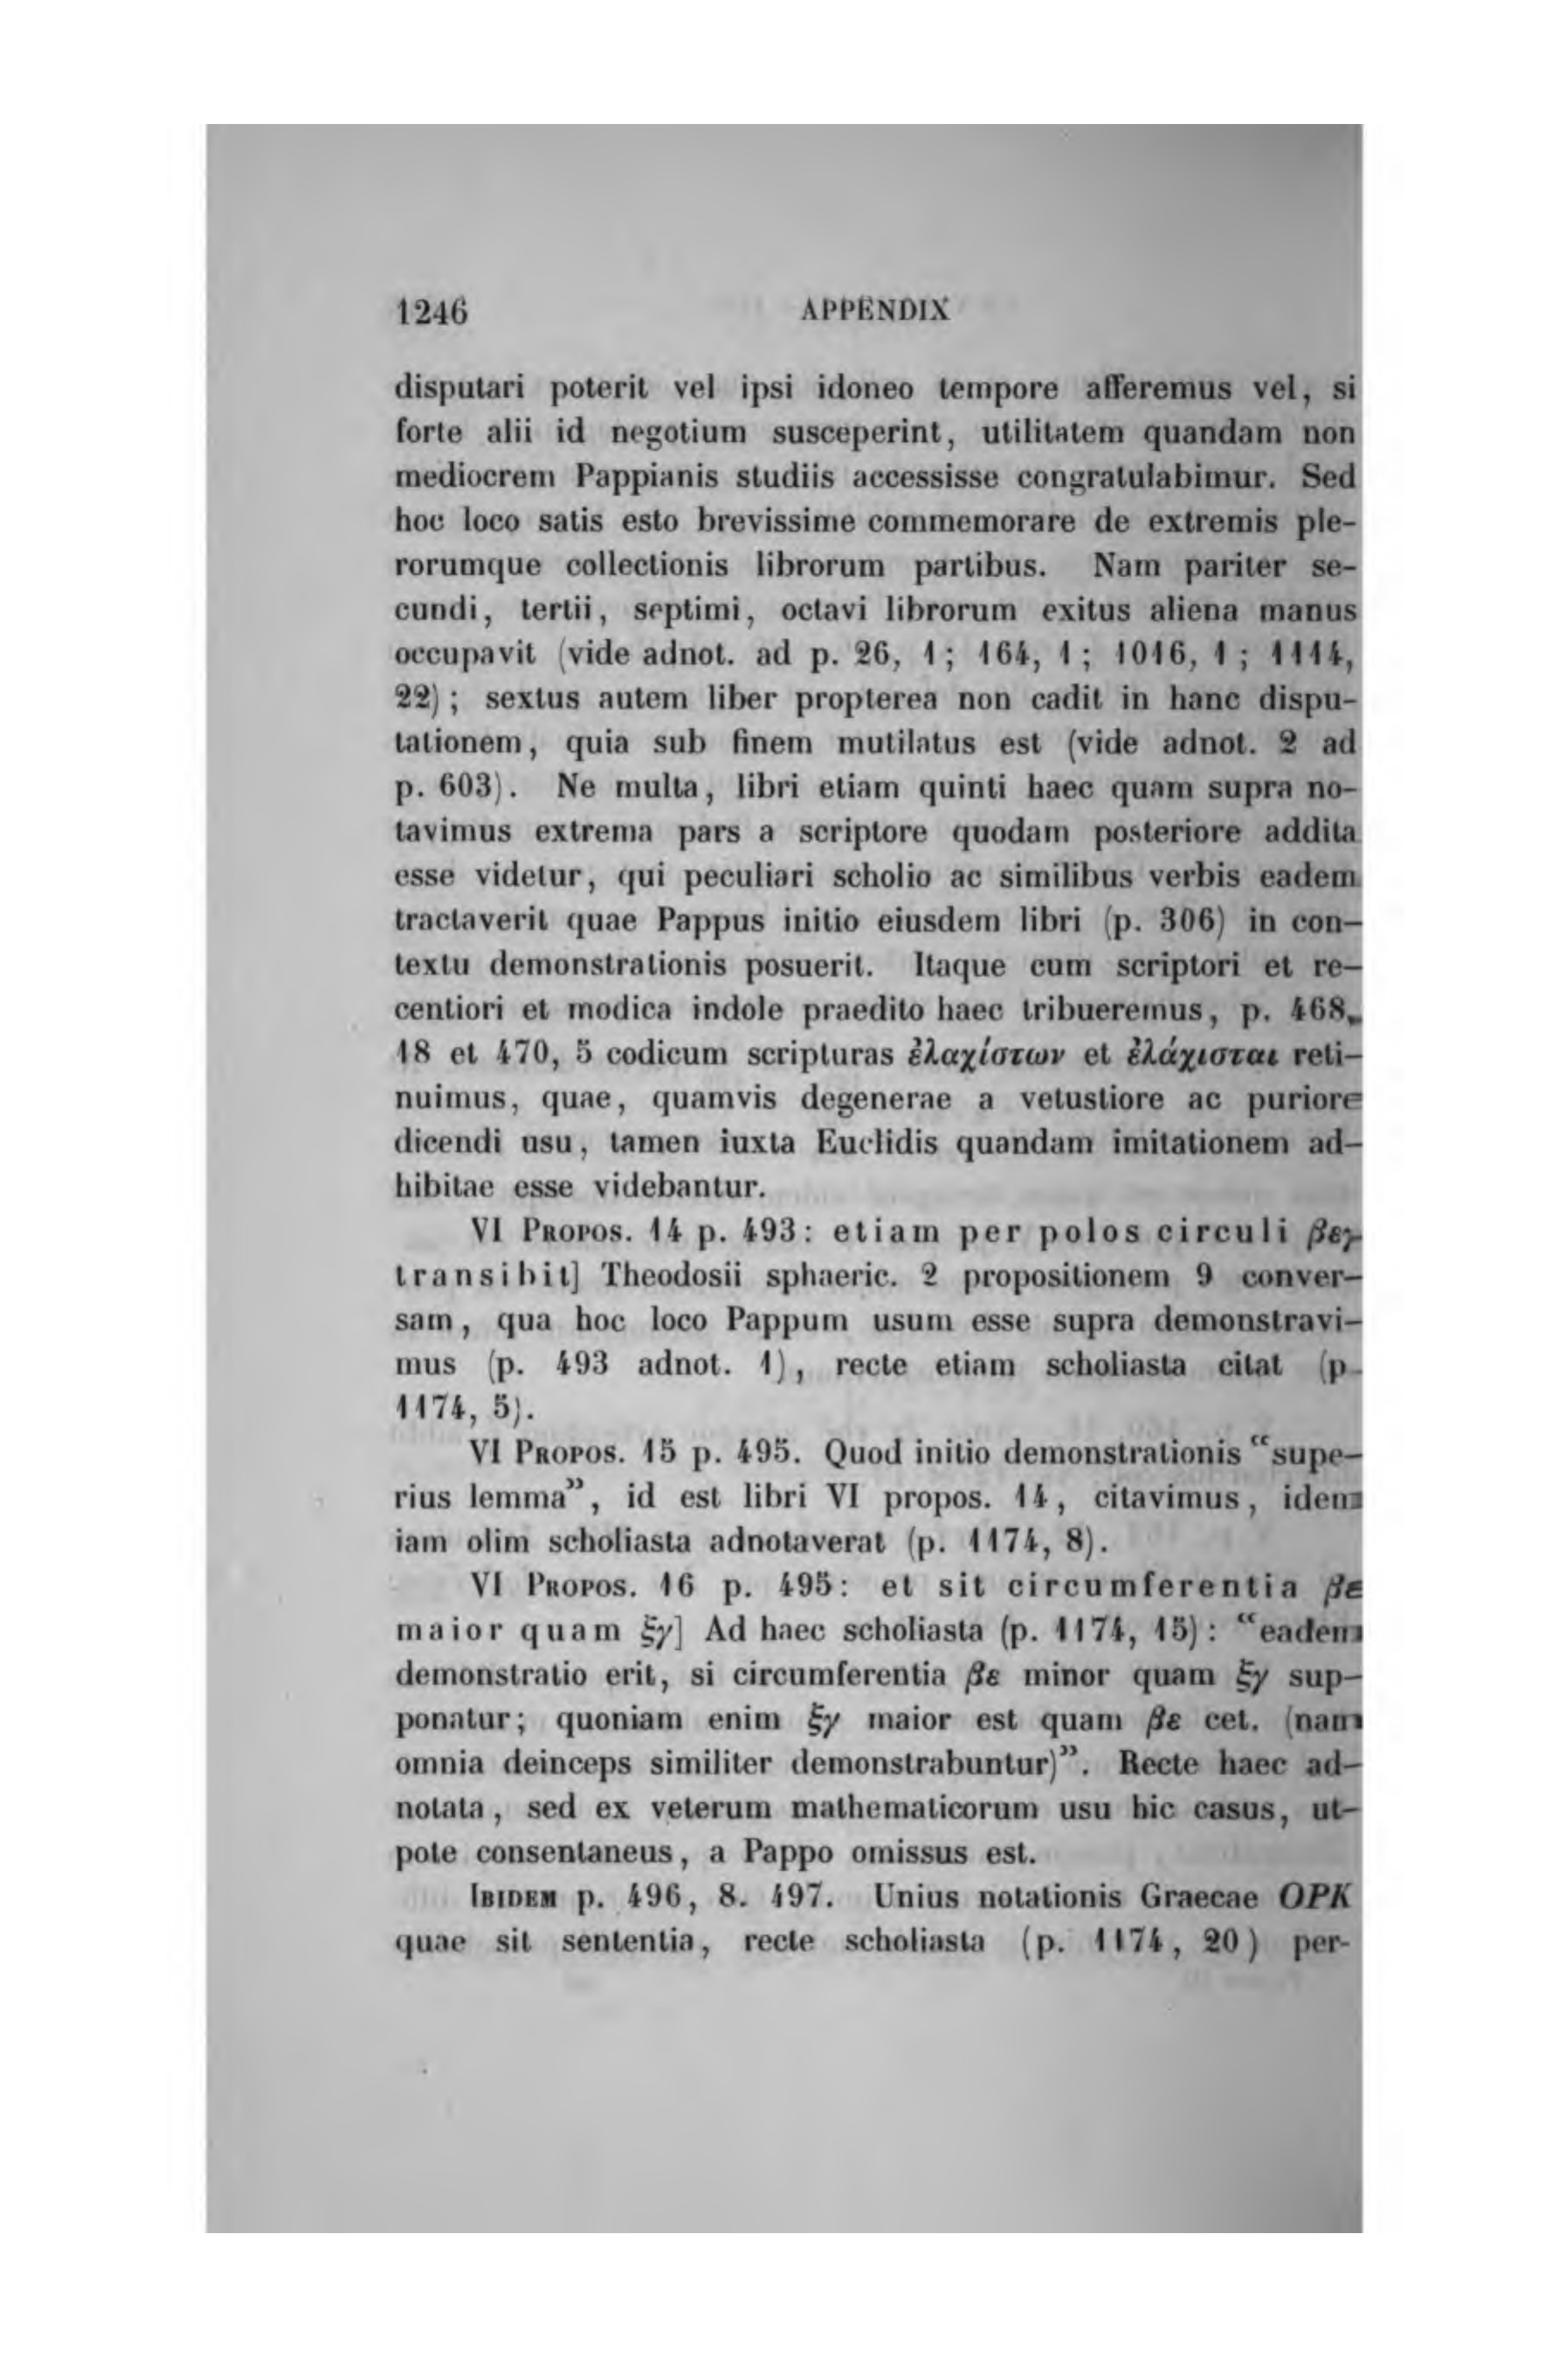 1246 APPENDIX
disputari poterit vel ipsi idoneo tempore afferemus vel, si
forte alii id negotium susceperint, utilitatem quandam non
mediocrem Pappianis studiis accessisse congratulabimur. Sed
hoc loco satis esto brevissime commemorare de extremis ple-
rorumque collectionis librorum partibus. Nam pariter se-
cundi, tertii, septimi, octavi librorum exitus aliena manus
occupavit (vide adnot. ad p. 26, 1; 164, 1; 1016, 1; 1114,
22); sextus autem liber propterea non cadit in hanc dispu-
tationem, quia sub finem mutilatus est (vide adnot. 2 ad
p. 603). Ne multa, libri etiam quinti haec quam supra no-
tavimus extrema pars a scriptore quodam posteriore addita
esse videtur, qui peculiari scholio ac similibus verbis eadem
tractaverit quae Pappus initio eiusdem libri (p. 306) in con-
textu demonstrationis posuerit. Itaque cum scriptori et re-
centiori et modica indole praedito haec tribueremus, p. 468,
18 et 470, 5 codicum scripturas ἐλαχίστων et ἐλάχισται reti-
nuimus, quae, quamvis degenerae a vetustiore ac puriore
dicendi usu, tamen iuxta Euclidis quandam imitationem ad-
hibitae esse videbantur.
VI PROPOS. 14 p. 493: etiam per polos circuli βεγ
transibit] Theodosii sphaeric. 2 propositionem 9 conver-
sam, qua hoc loco Pappum usum esse supra demonstravi-
mus (p. 493 adnot. 1), recte etiam scholiasta citat (p.
1174, 5).
VI PROPOS. 15 p. 495. Quod initio demonstrationis “supe-
rius lemma”, id est libri VI propos. 14, citavimus, idem
iam olim scholiasta adnotaverat (p. 1174, 8).
VI PROPOS. 16 p. 495: et sit circumferentia βε
maior quam ξγ] Ad haec scholiasta (p. 1174, 15): “eadem
demonstratio erit, si circumferentia βε minor quam ξγ sup-
ponatur; quoniam enim ξγ maior est quam βε cet. (nam
omnia deinceps similiter demonstrabuntur)”. Recte haec ad-
notata, sed ex veterum mathematicorum usu hic casus, ut-
pote consentaneus, a Pappo omissus est.
IBIDEM p. 496, 8. 497. Unius notationis Graecae ΟΡΚ
quae sit sententia, recte scholiasta (p. 1174, 20) per-